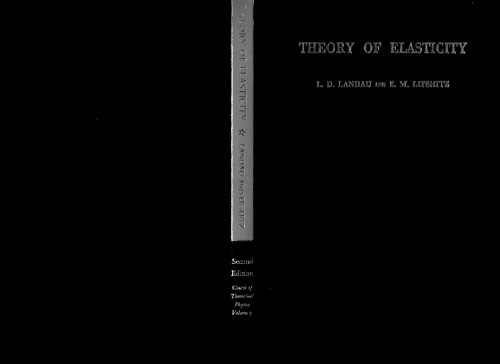 THEORY OF ELASTICITY
L. D. LANDAU AND E. M. LIFSHITZ
THEORY OF ELASTICITY ☆ LANDAU AND LIFSHITZ
Second
Edition
Course of
Theoretical
Physics
Volume 7